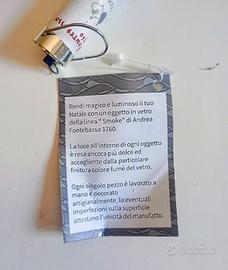 Rendi magico e luminoso il tuo
Natale con un oggetto in vetro
della linea " Smoke" di Andrea
Fontebasso 1760.
La luce all'interno di ogni oggetto
è resa ancora più dolce ed
accogliente dalla particolare
finitura colore fumè del vetro.
Ogni singolo pezzo è lavorato a
mano e decorato
artigianalmente, la eventuali
imperfezioni sulla superficie
attestano l'unicità del manufatto.
subito